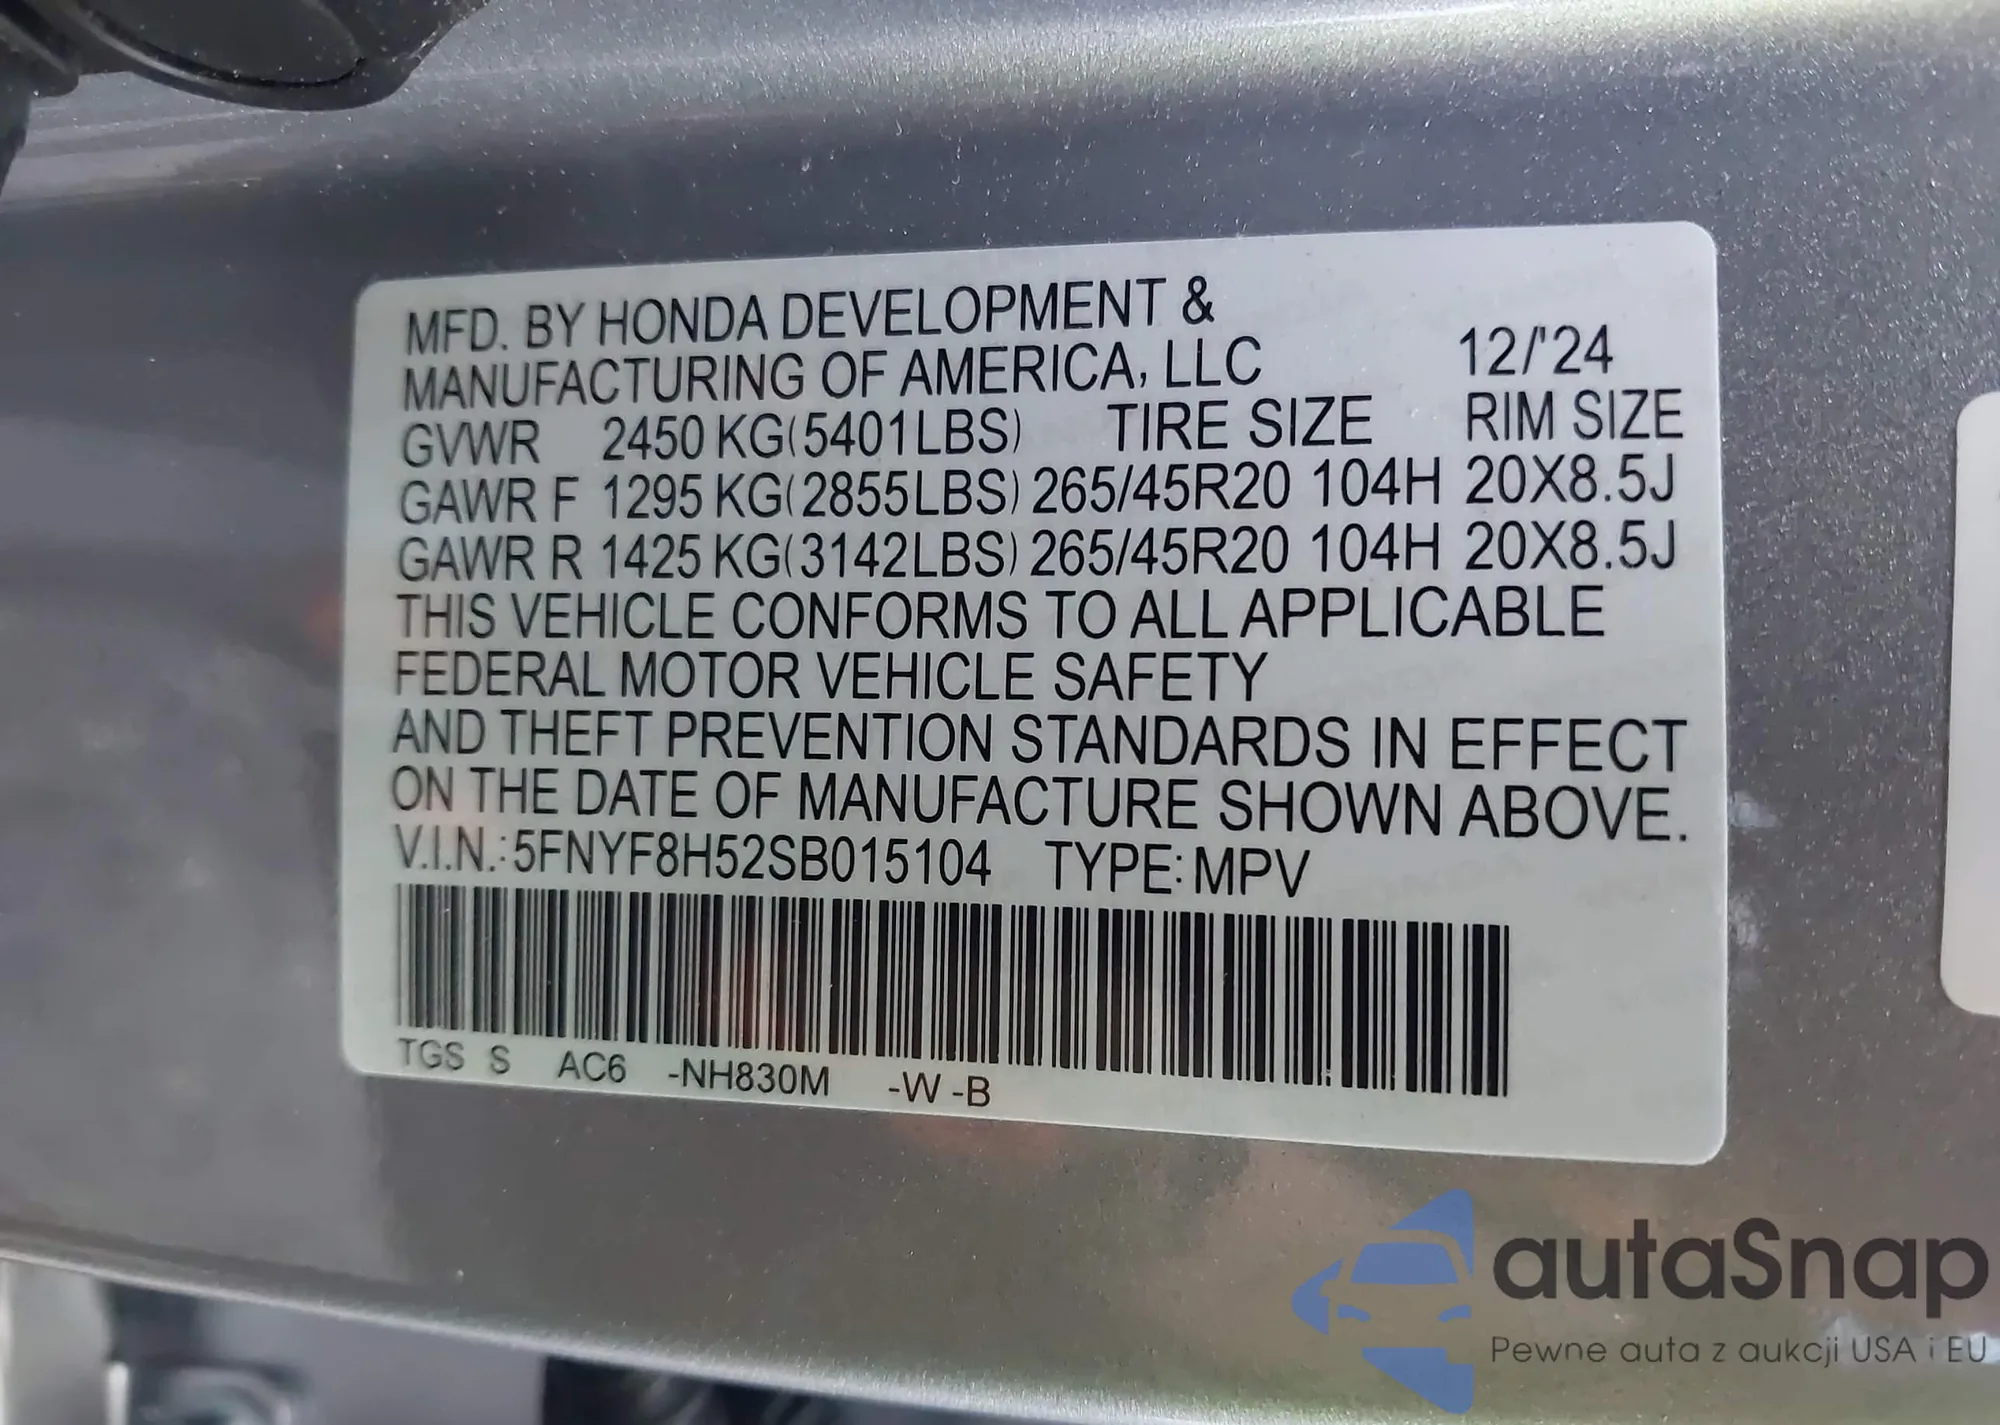 MFD. BY HONDA DEVELOPMENT &
MANUFACTURING OF AMERICA, LLC 12/'24
GVWR 2450 KG(5401LBS) TIRE SIZE RIM SIZE
GAWR F 1295 KG(2855LBS) 265/45R20 104H 20X8.5J
GAWR R 1425 KG(3142LBS) 265/45R20 104H 20X8.5J
THIS VEHICLE CONFORMS TO ALL APPLICABLE
FEDERAL MOTOR VEHICLE SAFETY
AND THEFT PREVENTION STANDARDS IN EFFECT
ON THE DATE OF MANUFACTURE SHOWN ABOVE.
V.I.N.:5FNYF8H52SB015104 TYPE:MPV
TGS S AC6 -NH830M -W -B
autaSnap
Pewne auta z aukcji USA i EU